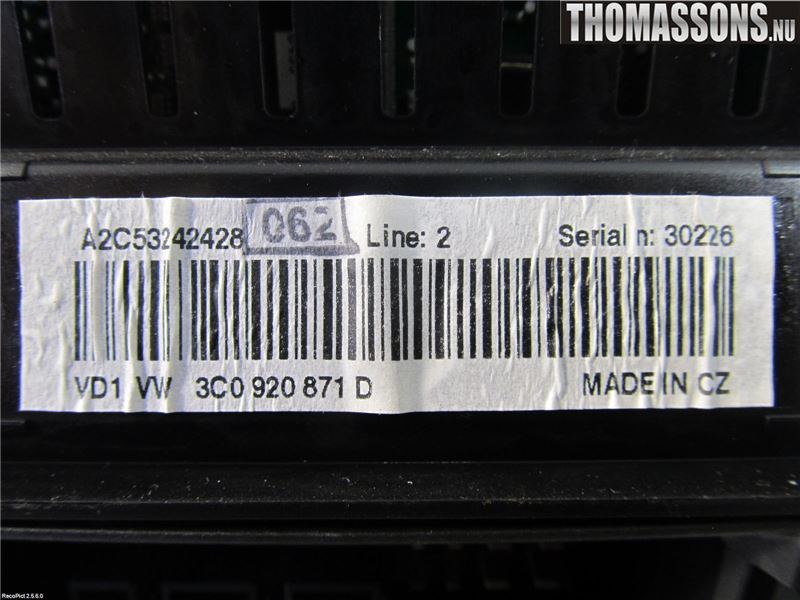 THOMASSONS.NU
A2C53242428 062 Line: 2 Serial n: 30226
VD1 VW 3C0 920 871 D MADE IN CZ
RecoPict 2.5.6.0